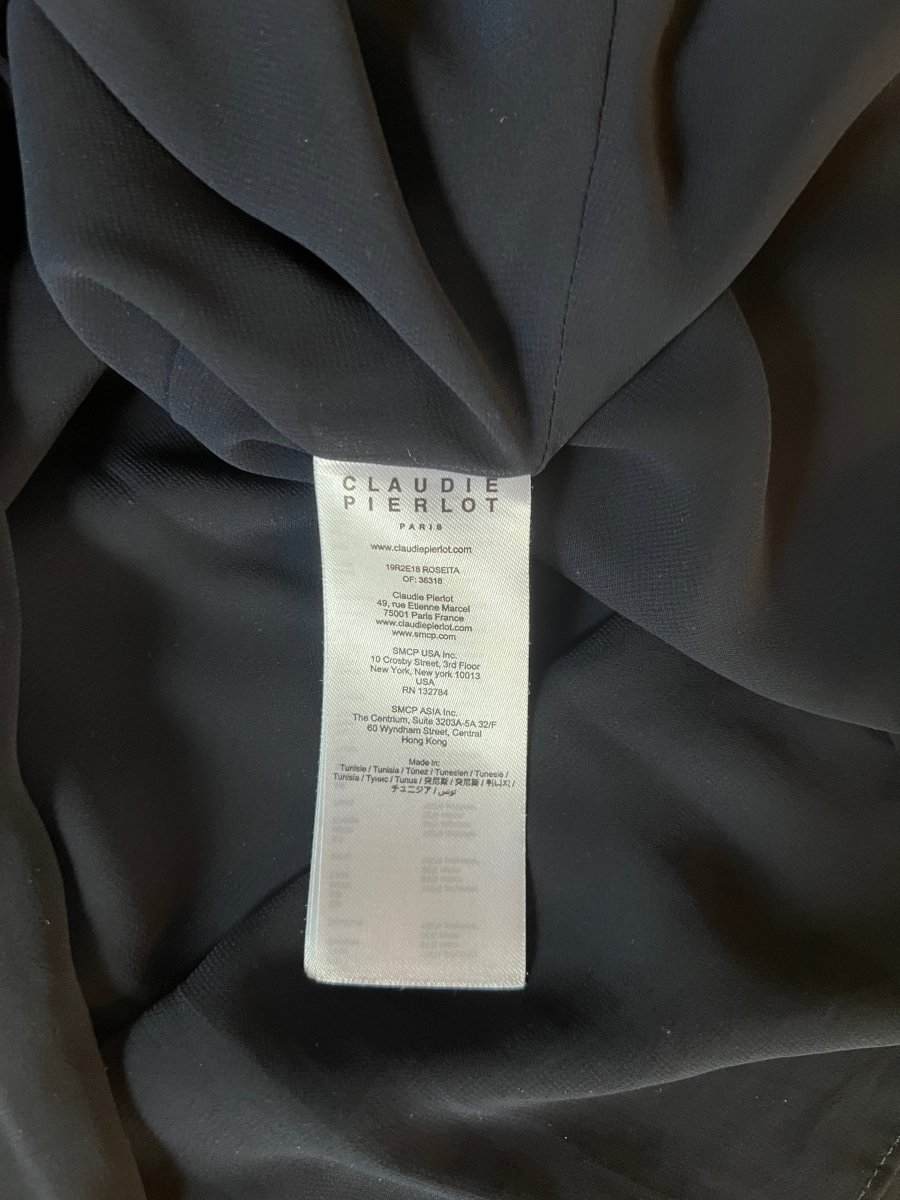 CLAUDIE
PIERLOT
PARIS
www.claudiepierlot.com
19R2E18 ROSEITA
OF: 36318
Claudie Pierlot
49, rue Etienne Marcel
75001 Paris France
www.claudiepierlot.com
www.smcp.com
SMCP USA Inc.
10 Crosby Street, 3rd Floor
New York, New york 10013
USA
RN 132784
SMCP ASIA Inc.
The Centrium, Suite 3203A-5A 32/F
60 Wyndham Street, Central
Hong Kong
Made in:
Tunisie / Tunisia / Túnez / Tunesien / Tunesië /
Tunisia / Тунис / Tunus / 突尼斯 / 突尼斯 / 튀니지 /
チュニジア / تونس